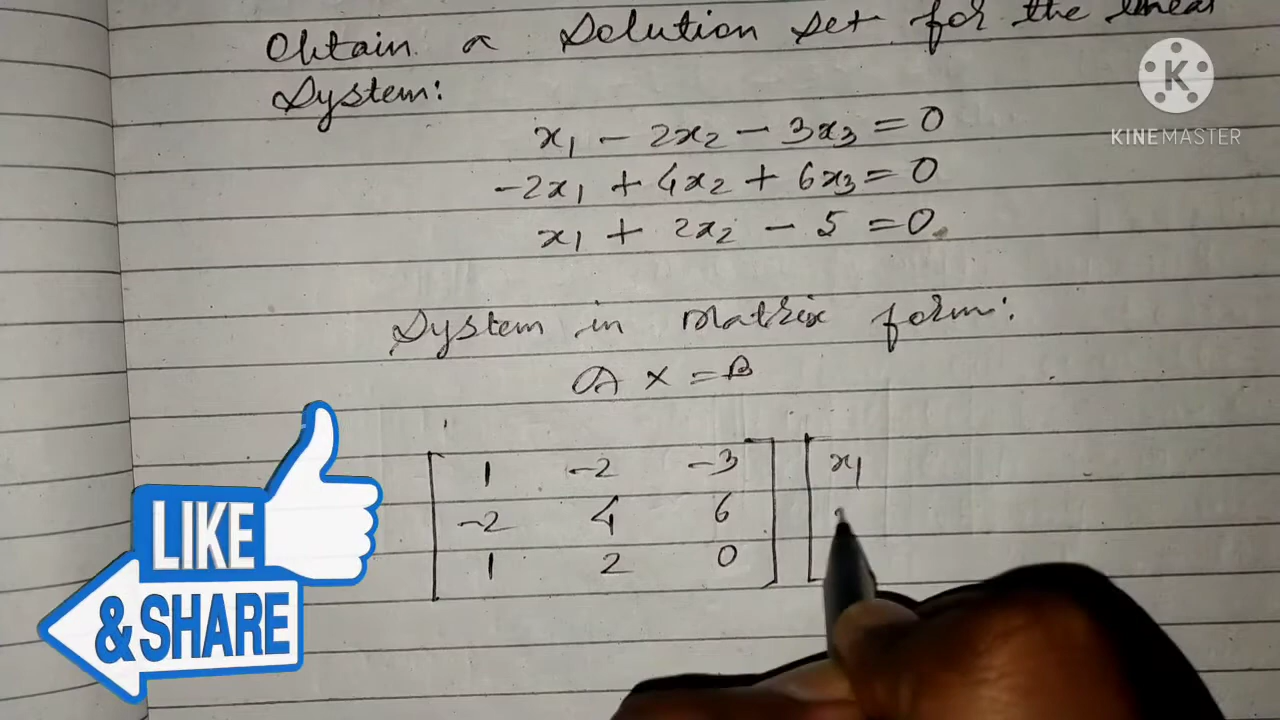 Obtain a Solution Set for the linear
System:
x₁ − 2x₂ − 3x₃ = 0
−2x₁ + 4x₂ + 6x₃ = 0
x₁ + 2x₂ − 5 = 0
System in Matrix form:
A X = B
1 −2 −3 x₁
−2 4 6
1 2 0
K
KINEMASTER
LIKE
&SHARE